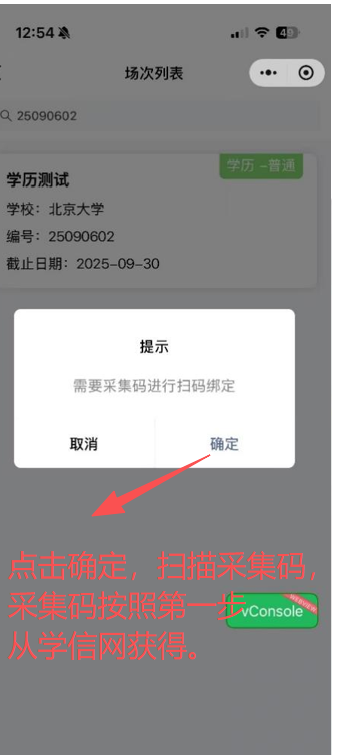 12:54
49
场次列表
25090602
学历 -普通
学历测试
学校：北京大学
编号：25090602
截止日期：2025-09-30
提示
需要采集码进行扫码绑定
取消
确定
点击确定，扫描采集码，
采集码按照第一步
从学信网获得。
vConsole